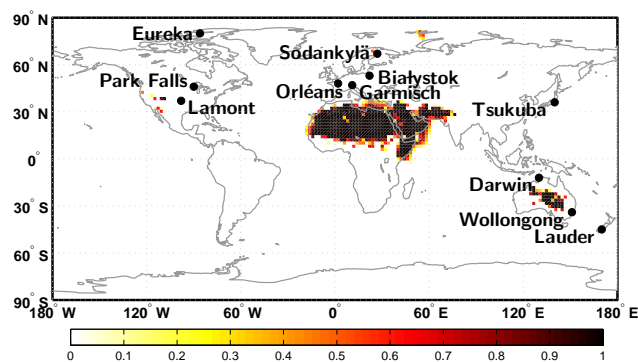 90° N
Eureka
60° N
Sodankylä
Park Falls
Białystok
Orléans
Garmisch
Lamont
30° N
Tsukuba
0°
Darwin
30° S
Wollongong
Lauder
60° S
90° S
180° W 120° W 60° W 0° 60° E 120° E 180° E
0 0.1 0.2 0.3 0.4 0.5 0.6 0.7 0.8 0.9 1